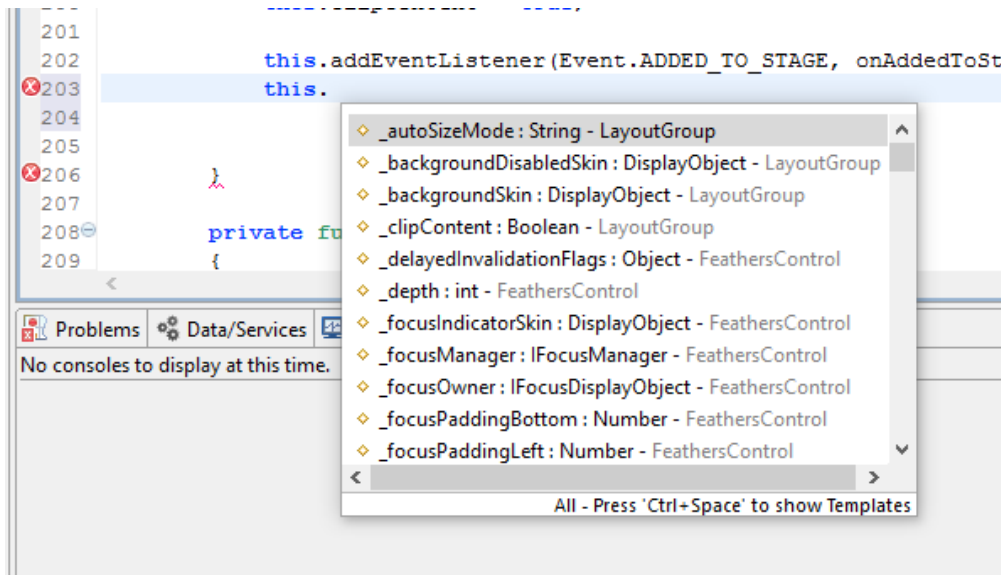 201
202 this.addEventListener(Event.ADDED_TO_STAGE, onAddedToSt
203 this.
204
205
206 }
207
208 private fu
209 {
_autoSizeMode : String - LayoutGroup
_backgroundDisabledSkin : DisplayObject - LayoutGroup
_backgroundSkin : DisplayObject - LayoutGroup
_clipContent : Boolean - LayoutGroup
_delayedInvalidationFlags : Object - FeathersControl
_depth : int - FeathersControl
_focusIndicatorSkin : DisplayObject - FeathersControl
_focusManager : IFocusManager - FeathersControl
_focusOwner : IFocusDisplayObject - FeathersControl
_focusPaddingBottom : Number - FeathersControl
_focusPaddingLeft : Number - FeathersControl
All - Press 'Ctrl+Space' to show Templates
Problems Data/Services
No consoles to display at this time.